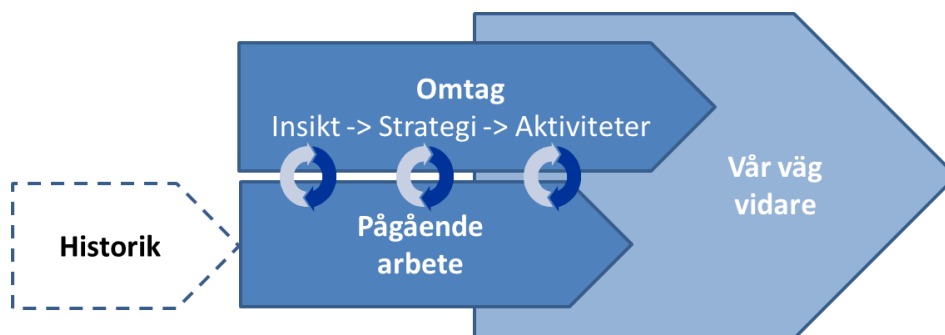 Omtag
Insikt -> Strategi -> Aktiviteter
Vår väg
vidare
Historik
Pågående
arbete